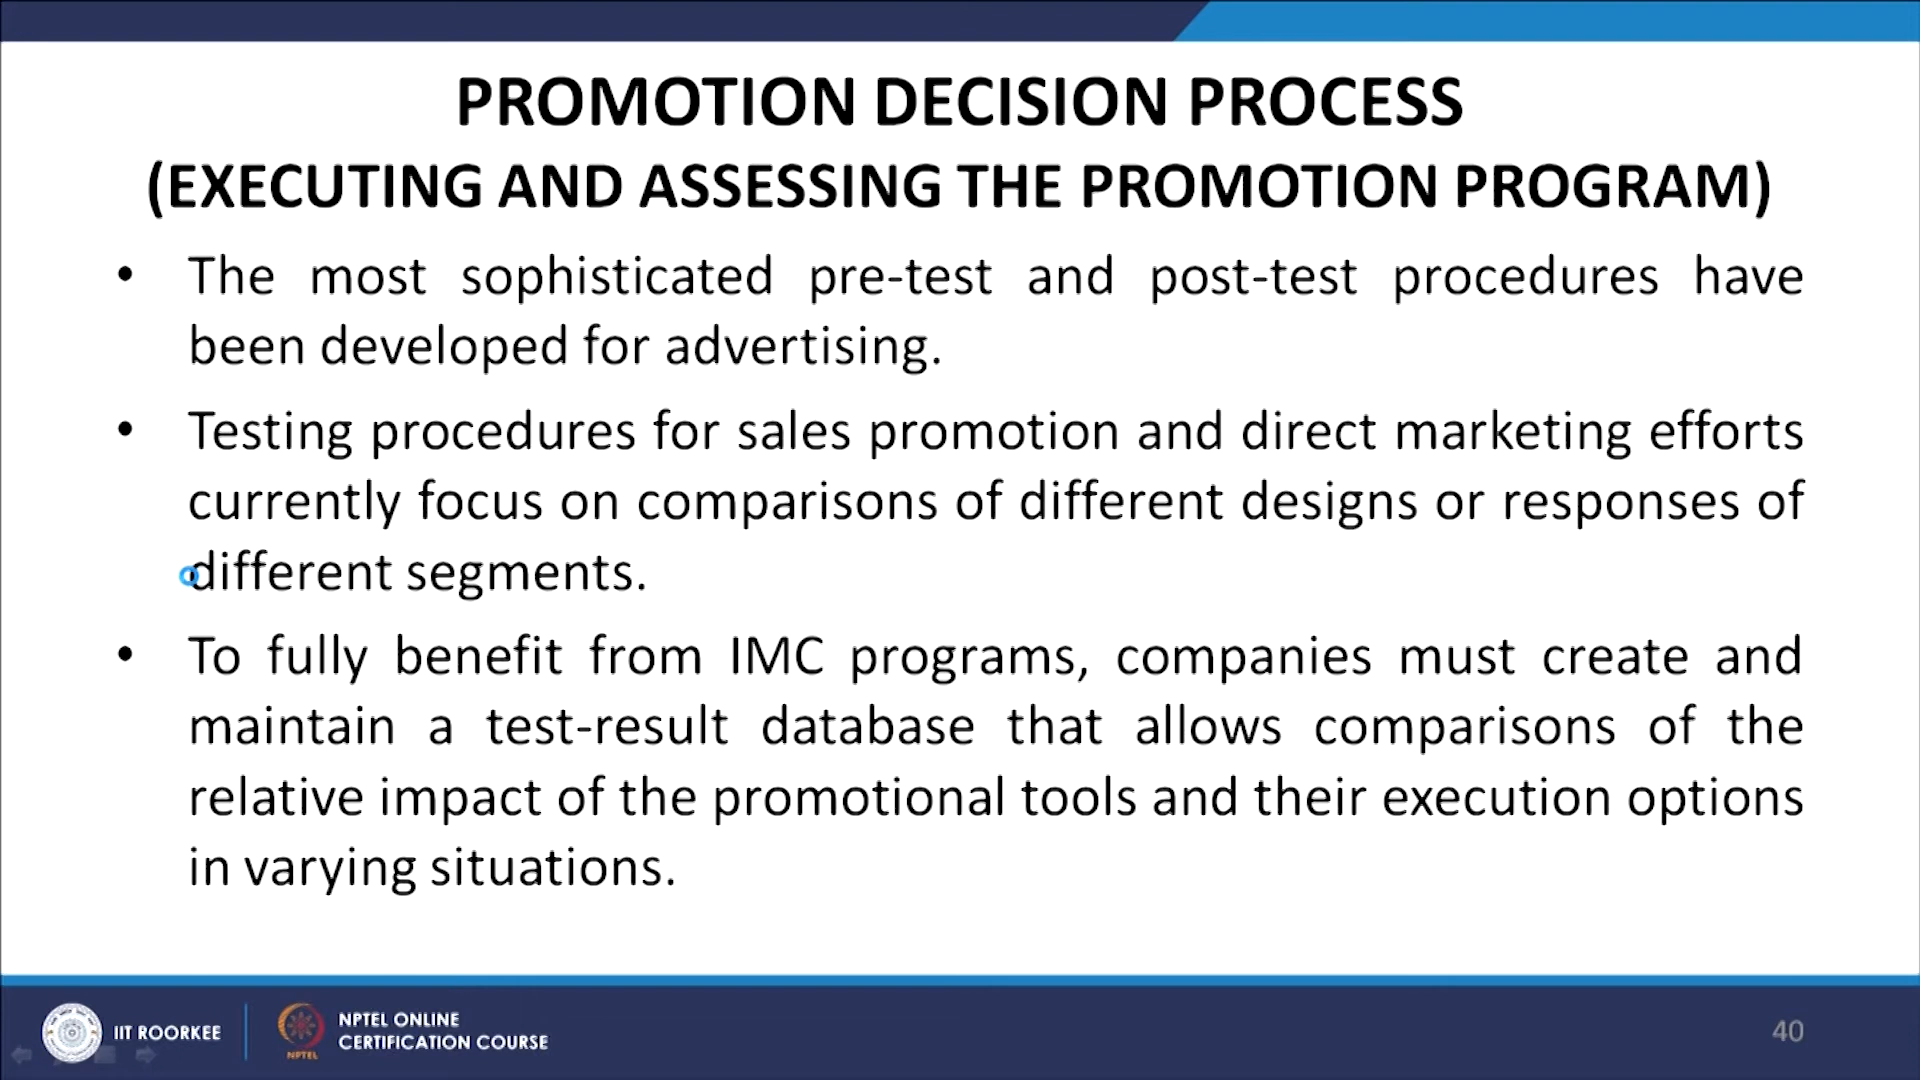 PROMOTION DECISION PROCESS
(EXECUTING AND ASSESSING THE PROMOTION PROGRAM)
• The most sophisticated pre-test and post-test procedures have
been developed for advertising.
• Testing procedures for sales promotion and direct marketing efforts
currently focus on comparisons of different designs or responses of
different segments.
• To fully benefit from IMC programs, companies must create and
maintain a test-result database that allows comparisons of the
relative impact of the promotional tools and their execution options
in varying situations.
IIT ROORKEE
NPTEL
NPTEL ONLINE
CERTIFICATION COURSE
40